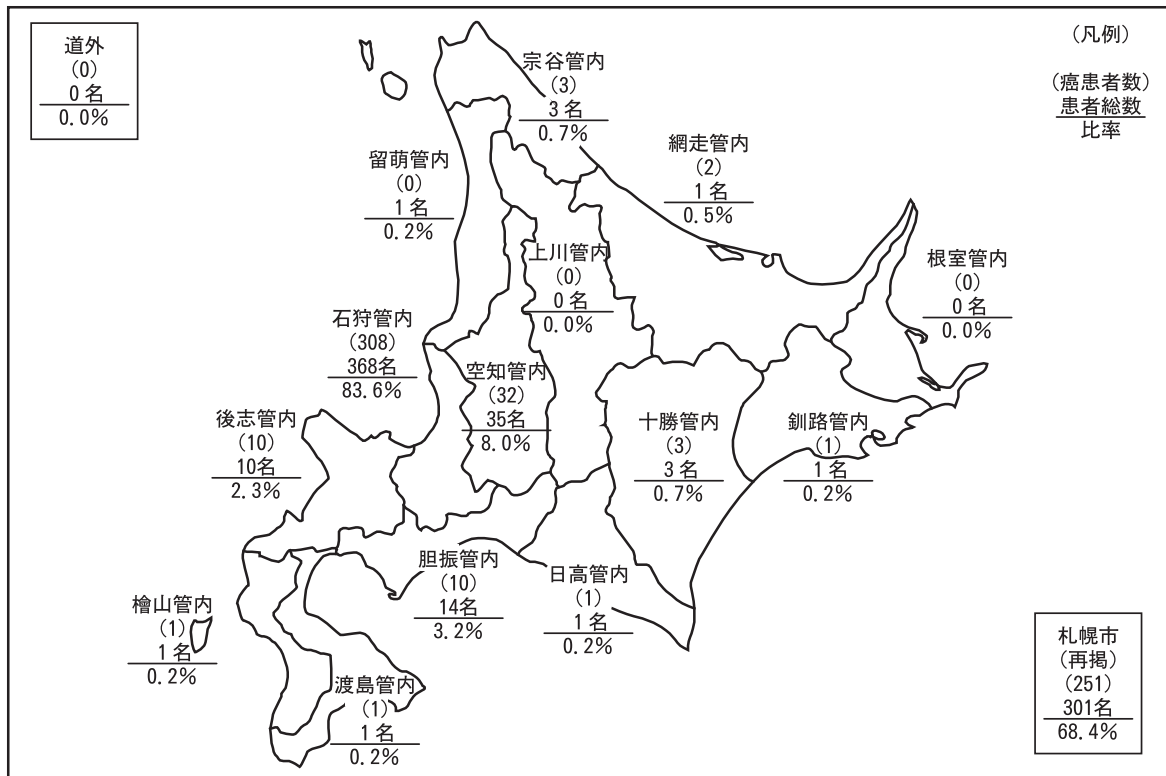 道外
(0)
0 名
0.0%
(凡例)
(癌患者数)
患者総数
比率
宗谷管内
(3)
3 名
0.7%
網走管内
(2)
1 名
0.5%
留萌管内
(0)
1 名
0.2%
上川管内
(0)
0 名
0.0%
根室管内
(0)
0 名
0.0%
石狩管内
(308)
368名
83.6%
空知管内
(32)
35名
8.0%
後志管内
(10)
10名
2.3%
十勝管内
(3)
3 名
0.7%
釧路管内
(1)
1 名
0.2%
胆振管内
(10)
14名
3.2%
日高管内
(1)
1 名
0.2%
檜山管内
(1)
1 名
0.2%
渡島管内
(1)
1 名
0.2%
札幌市
(再掲)
(251)
301名
68.4%